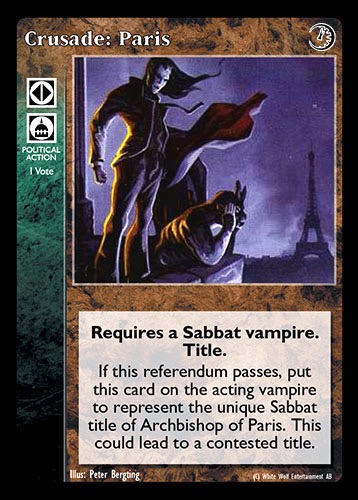 Crusade: Paris
POLITICAL
ACTION
1 Vote
Requires a Sabbat vampire.
Title.
If this referendum passes, put
this card on the acting vampire
to represent the unique Sabbat
title of Archbishop of Paris. This
could lead to a contested title.
Illus: Peter Bergting
(C) White Wolf Entertainment AB